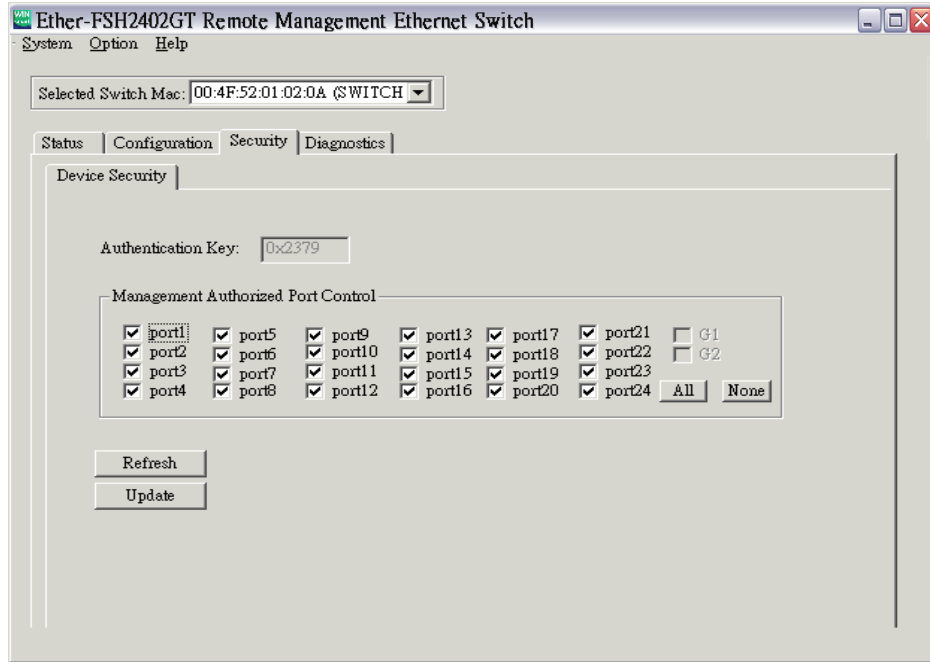 Ether-FSH2402GT Remote Management Ethernet Switch
System Option Help
Selected Switch Mac: 00:4F:52:01:02:0A (SWITCH
Status Configuration Security Diagnostics
Device Security
Authentication Key: 0x2379
Management Authorized Port Control
port1 port5 port9 port13 port17 port21 G1
port2 port6 port10 port14 port18 port22 G2
port3 port7 port11 port15 port19 port23
port4 port8 port12 port16 port20 port24 All None
Refresh
Update